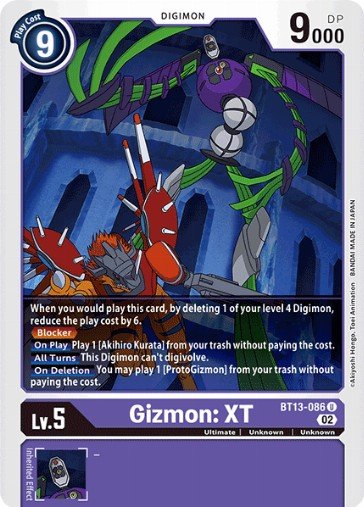 Play Cost
9
DIGIMON
9000
DP
When you would play this card, by deleting 1 of your level 4 Digimon,
reduce the play cost by 6.
Blocker
On Play Play 1 [Akihiro Kurata] from your trash without paying the cost.
All Turns This Digimon can't digivolve.
On Deletion You may play 1 [ProtoGizmon] from your trash without
paying the cost.
©Akiyoshi Hongo, Toei Animation BANDAI MADE IN JAPAN
Lv.5
Gizmon: XT
BT13-086 U
02
Ultimate | Unknown | Unknown
Inherited Effect
-